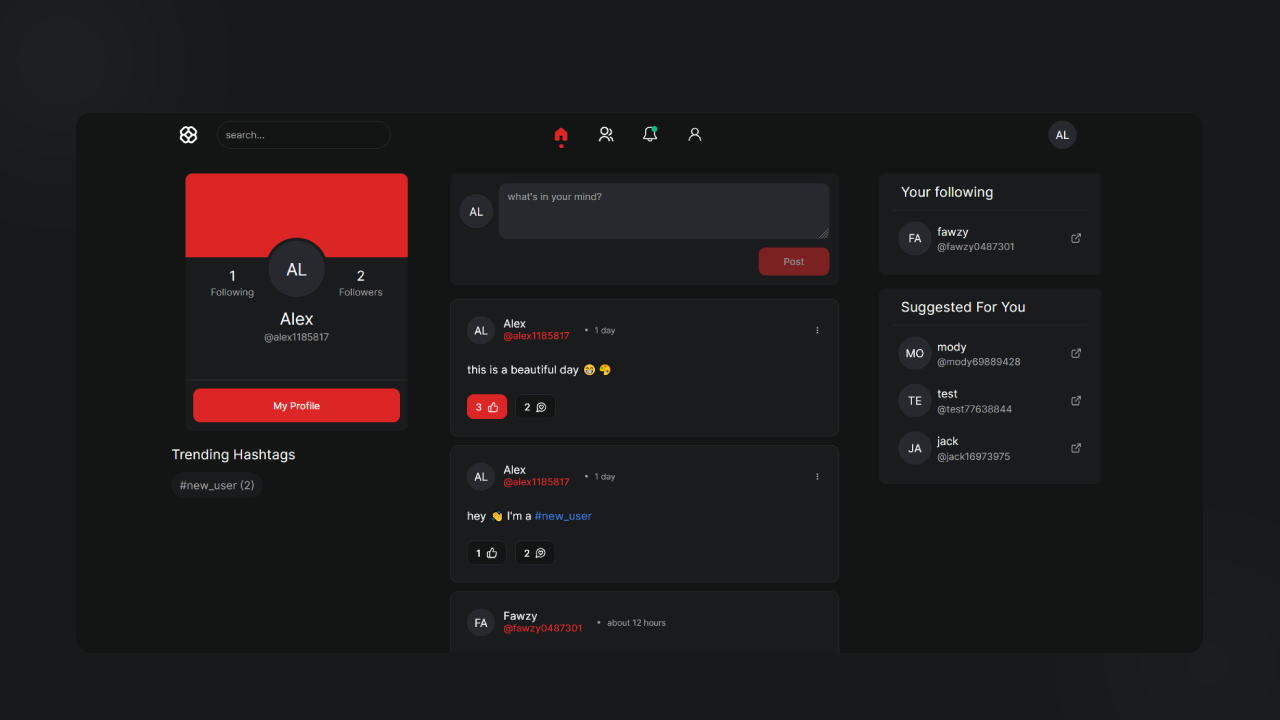 search...
AL
AL
1
Following
2
Followers
Alex
@alex1185817
My Profile
Trending Hashtags
#new_user (2)
AL
what's in your mind?
Post
AL
Alex
@alex1185817
• 1 day
this is a beautiful day 😁 🥱
3
2
AL
Alex
@alex1185817
• 1 day
hey 👋 I'm a #new_user
1
2
FA
Fawzy
@fawzy0487301
• about 12 hours
Your following
FA
fawzy
@fawzy0487301
Suggested For You
MO
mody
@mody69889428
TE
test
@test77638844
JA
jack
@jack16973975